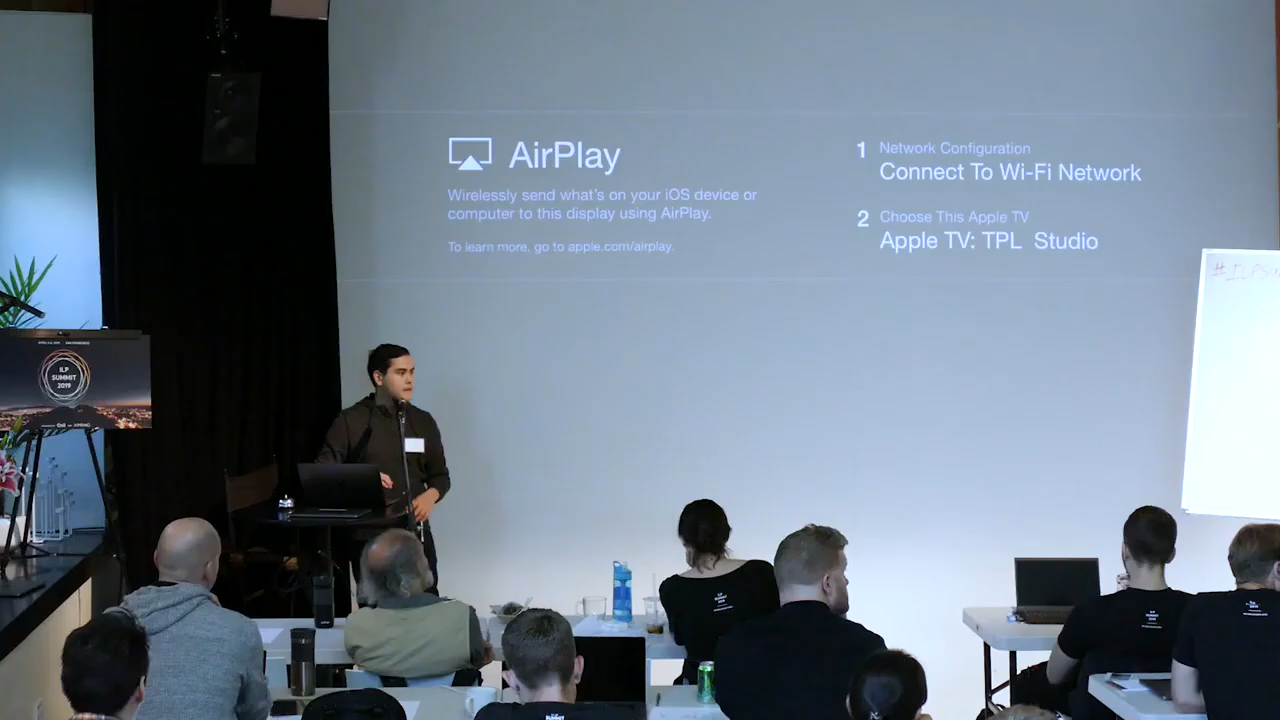 AirPlay
Wirelessly send what's on your iOS device or
computer to this display using AirPlay.
To learn more, go to apple.com/airplay.
1 Network Configuration
Connect To Wi-Fi Network
2 Choose This Apple TV
Apple TV: TPL Studio
ILP
SUMMIT
2019